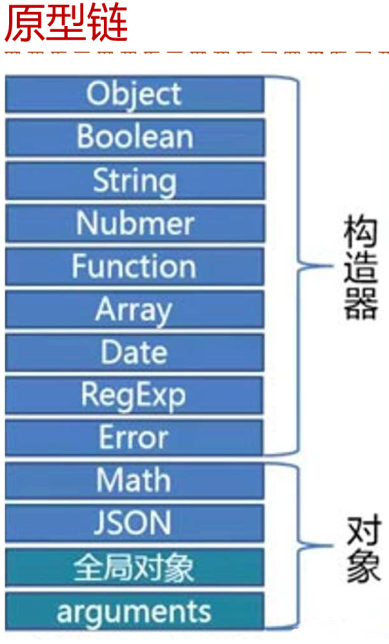 原型链
Object
Boolean
String
Nubmer
Function
Array
Date
RegExp
Error
构造器
Math
JSON
全局对象
arguments
对象